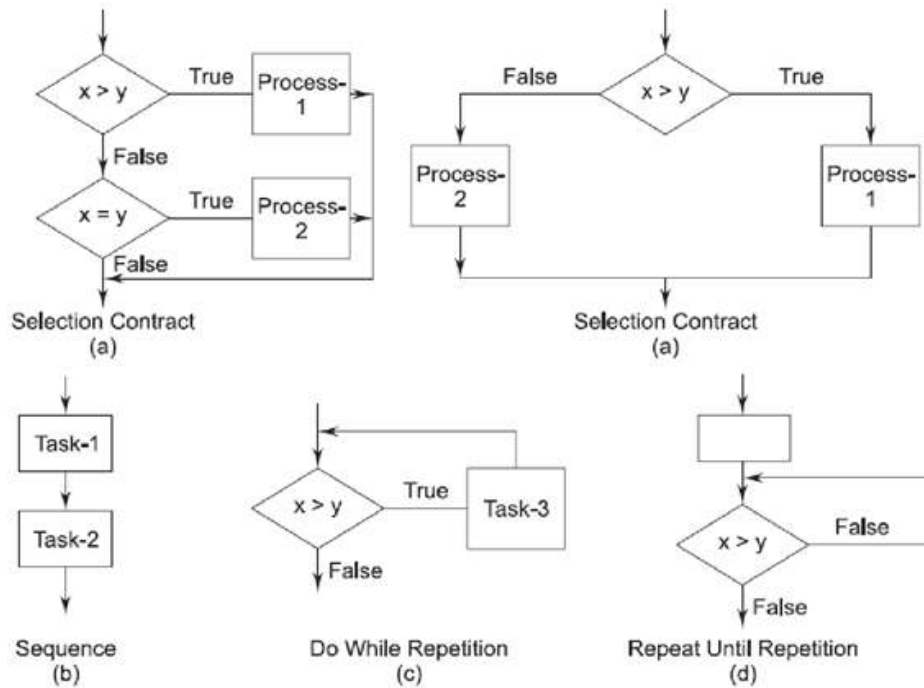 x > y
True
Process-
1
False
x = y
True
Process-
2
False
Selection Contract
(a)
False
x > y
True
Process-
2
Process-
1
Selection Contract
(a)
Task-1
Task-2
Sequence
(b)
x > y
True
Task-3
False
Do While Repetition
(c)
x > y
False
False
Repeat Until Repetition
(d)